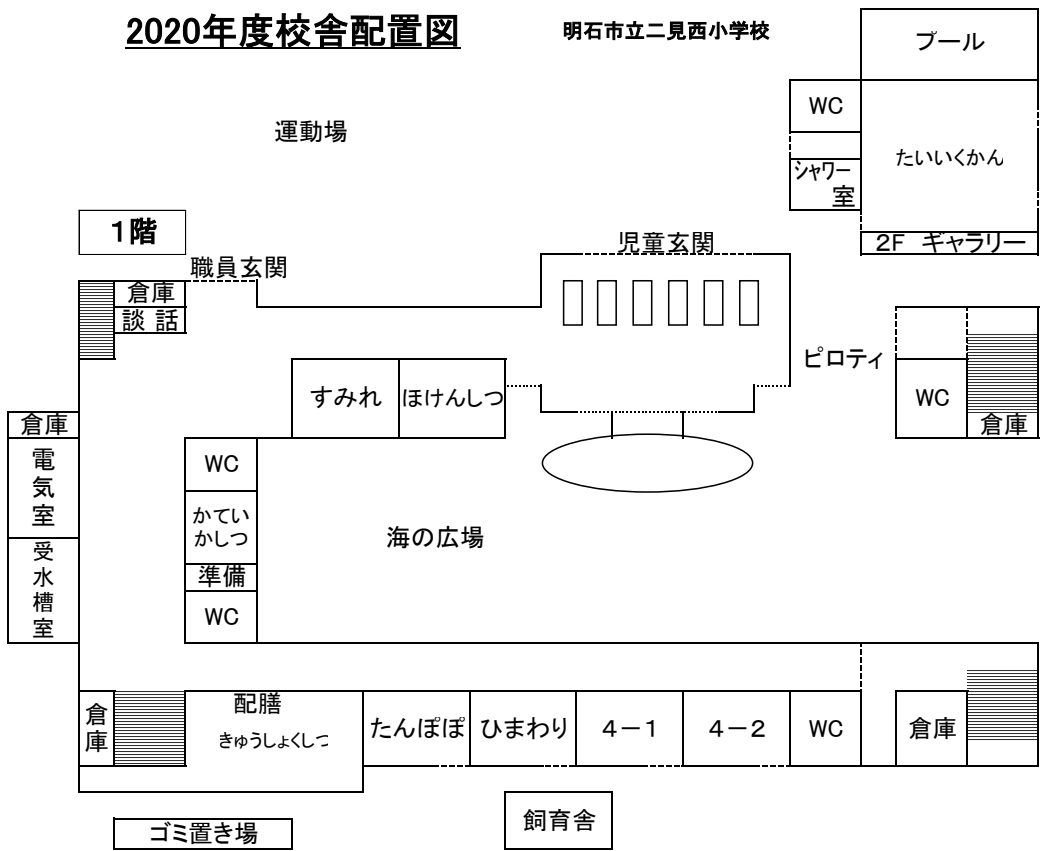 2020年度校舎配置図
明石市立二見西小学校
プール
WC
運動場
たいいくかん
シャワー
室
1階
児童玄関
2F ギャラリー
職員玄関
倉庫
談 話
ピロティ
すみれ
ほけんしつ
WC
倉庫
倉庫
電気室
WC
かてい
かしつ
海の広場
受水槽室
準備
WC
倉庫
配膳
きゅうしょくしつ
たんぽぽ
ひまわり
4-1
4-2
WC
倉庫
飼育舎
ゴミ置き場